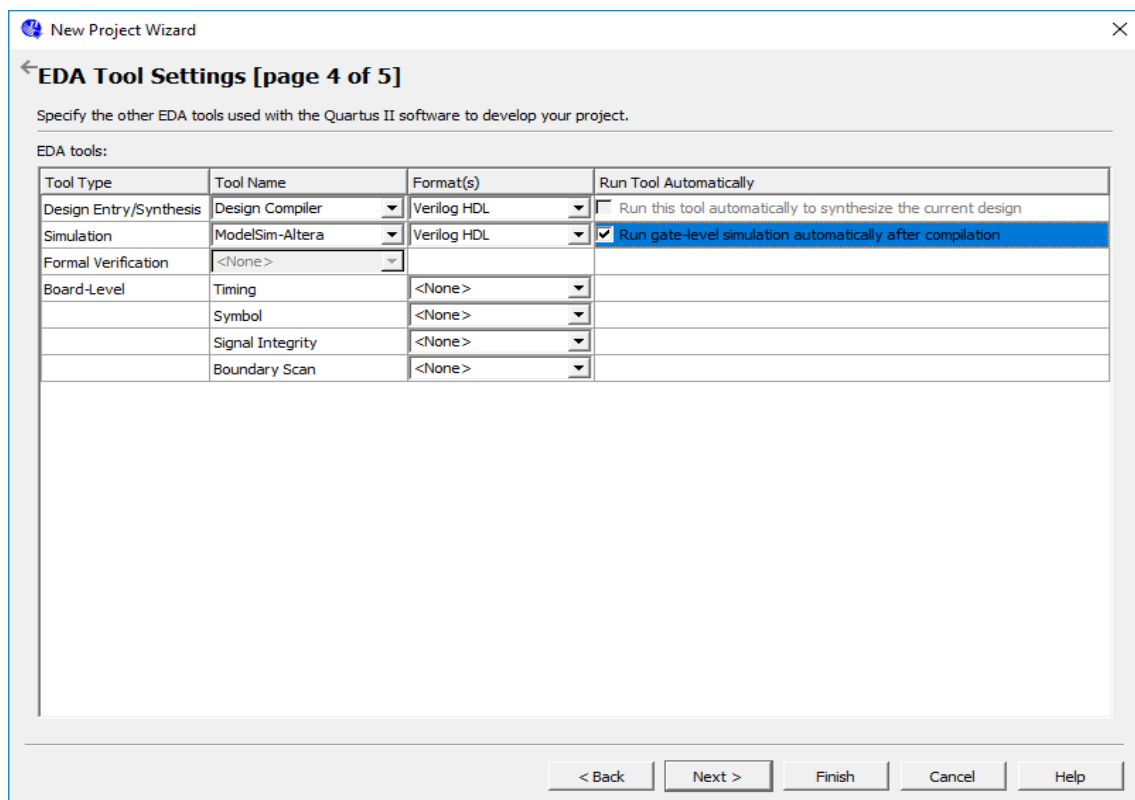 New Project Wizard
EDA Tool Settings [page 4 of 5]
Specify the other EDA tools used with the Quartus II software to develop your project.
EDA tools:
Tool Type Tool Name Format(s) Run Tool Automatically
Design Entry/Synthesis Design Compiler Verilog HDL Run this tool automatically to synthesize the current design
Simulation ModelSim-Altera Verilog HDL Run gate-level simulation automatically after compilation
Formal Verification <None>
Board-Level Timing <None>
Symbol <None>
Signal Integrity <None>
Boundary Scan <None>
< Back Next > Finish Cancel Help